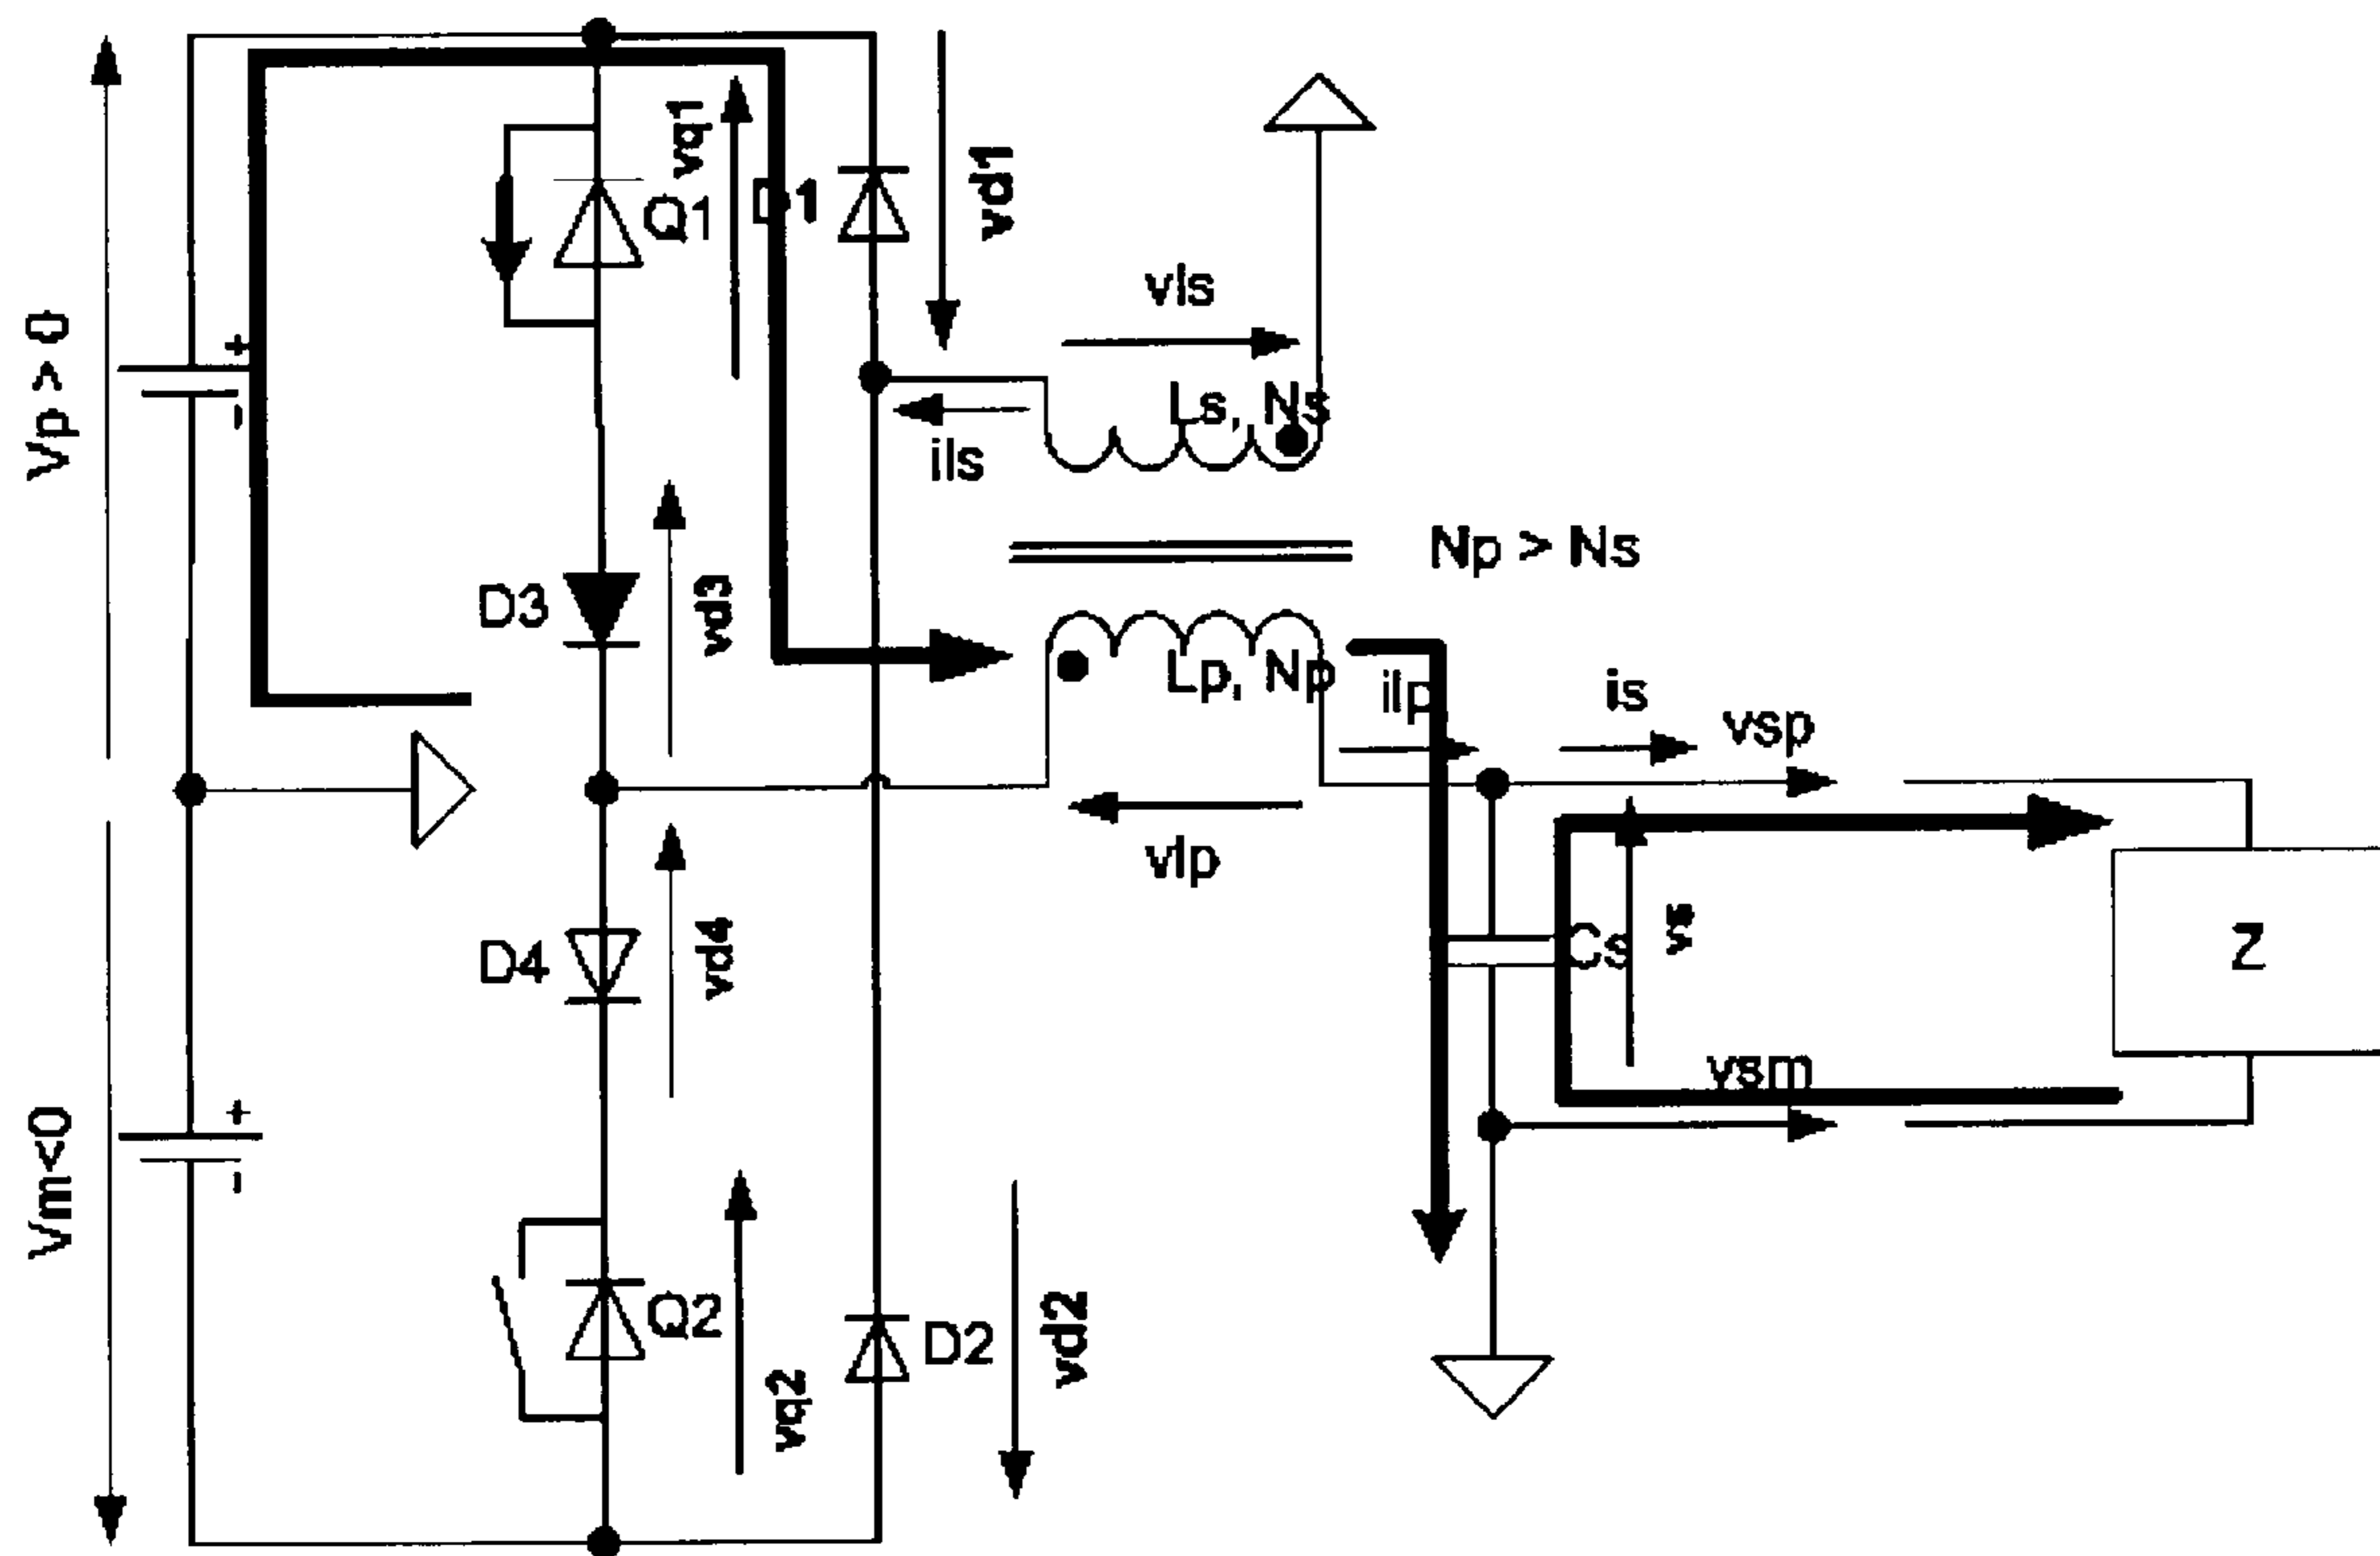 Vp > 0
Vm<0
+
-
+
-
vq1
Q1
vd1
vls
Ls, Ns
ils
Np > Ns
D3
vd3
Lp, Np
ilp
is
vsp
vlp
D4
vd4
Cs
vs
Z
vsm
Q2
vq2
D2
vd2